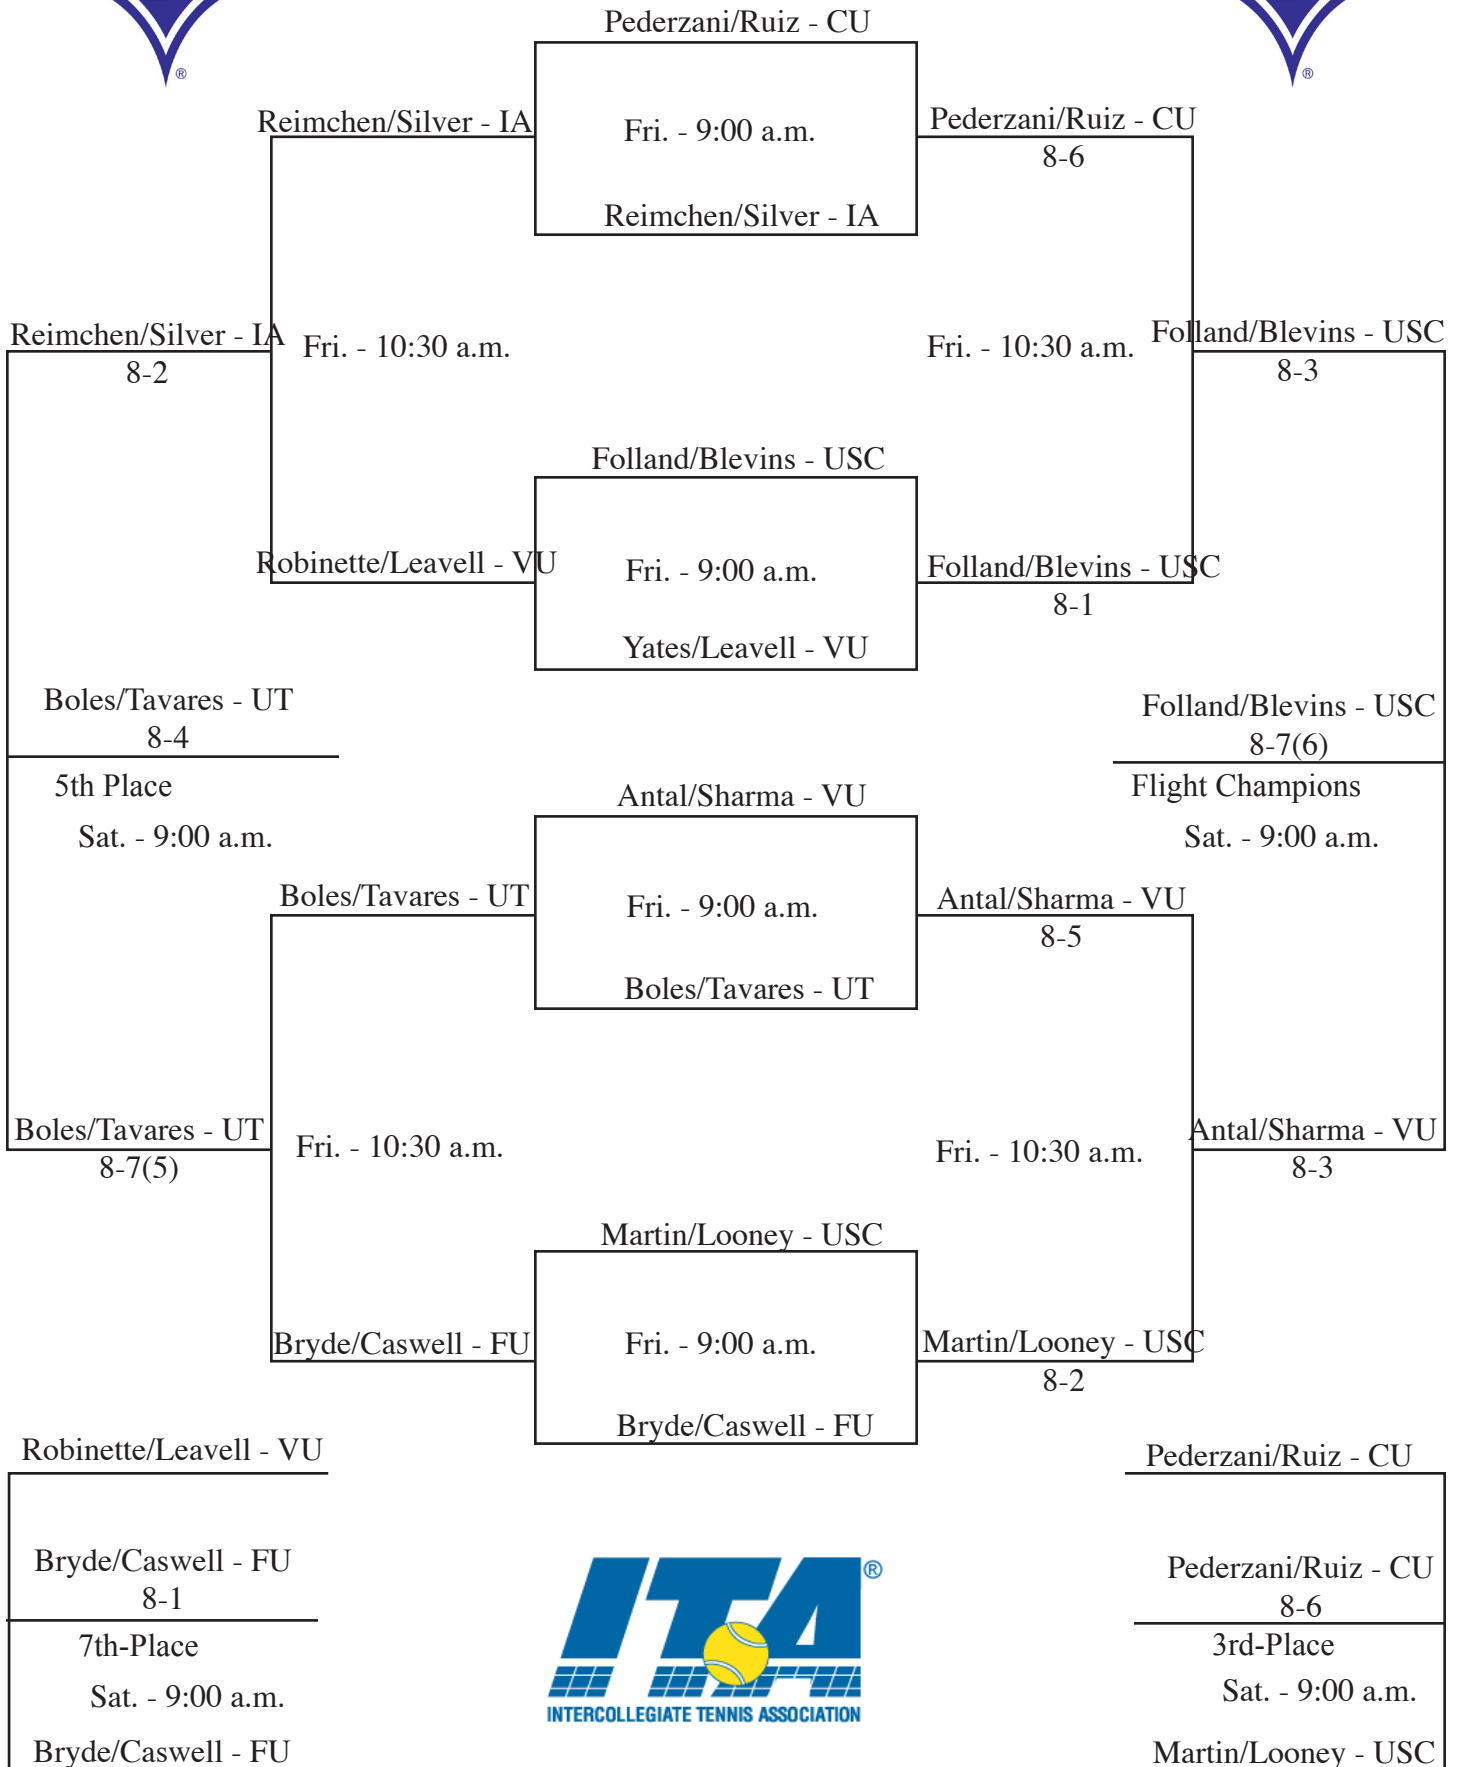 ®
®
Pederzani/Ruiz - CU
Reimchen/Silver - IA
Fri. - 9:00 a.m.
Pederzani/Ruiz - CU
8-6
Reimchen/Silver - IA
Reimchen/Silver - IA
8-2
Fri. - 10:30 a.m.
Fri. - 10:30 a.m.
Folland/Blevins - USC
8-3
Folland/Blevins - USC
Robinette/Leavell - VU
Fri. - 9:00 a.m.
Folland/Blevins - USC
8-1
Yates/Leavell - VU
Boles/Tavares - UT
8-4
5th Place
Sat. - 9:00 a.m.
Folland/Blevins - USC
8-7(6)
Flight Champions
Sat. - 9:00 a.m.
Antal/Sharma - VU
Boles/Tavares - UT
Fri. - 9:00 a.m.
Antal/Sharma - VU
8-5
Boles/Tavares - UT
Boles/Tavares - UT
8-7(5)
Fri. - 10:30 a.m.
Fri. - 10:30 a.m.
Antal/Sharma - VU
8-3
Martin/Looney - USC
Bryde/Caswell - FU
Fri. - 9:00 a.m.
Martin/Looney - USC
8-2
Bryde/Caswell - FU
Robinette/Leavell - VU
Bryde/Caswell - FU
8-1
7th-Place
Sat. - 9:00 a.m.
Bryde/Caswell - FU
ITA®
INTERCOLLEGIATE TENNIS ASSOCIATION
Pederzani/Ruiz - CU
Pederzani/Ruiz - CU
8-6
3rd-Place
Sat. - 9:00 a.m.
Martin/Looney - USC